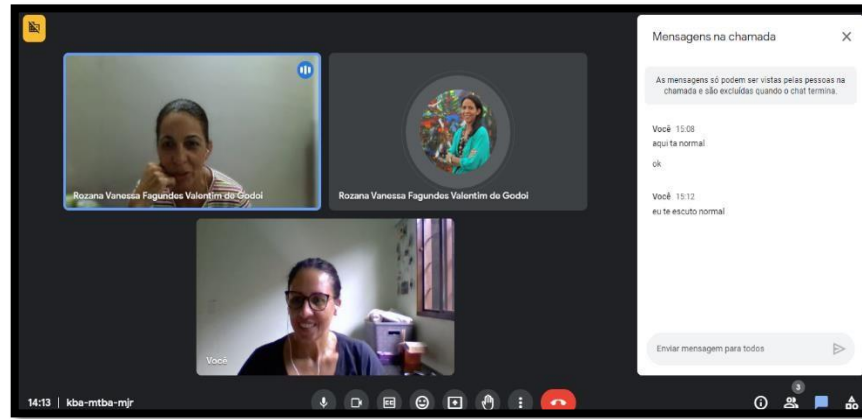 Mensagens na chamada
As mensagens só podem ser vistas pelas pessoas na
chamada e são excluídas quando o chat termina.
Você 15:08
aqui ta normal
ok
Você 15:12
eu te escuto normal
Enviar mensagem para todos
Rozana Vanessa Fagundes Valentim de Godoi
Rozana Vanessa Fagundes Valentim de Godoi
Você
14:13 | kba-mtba-mjr
3